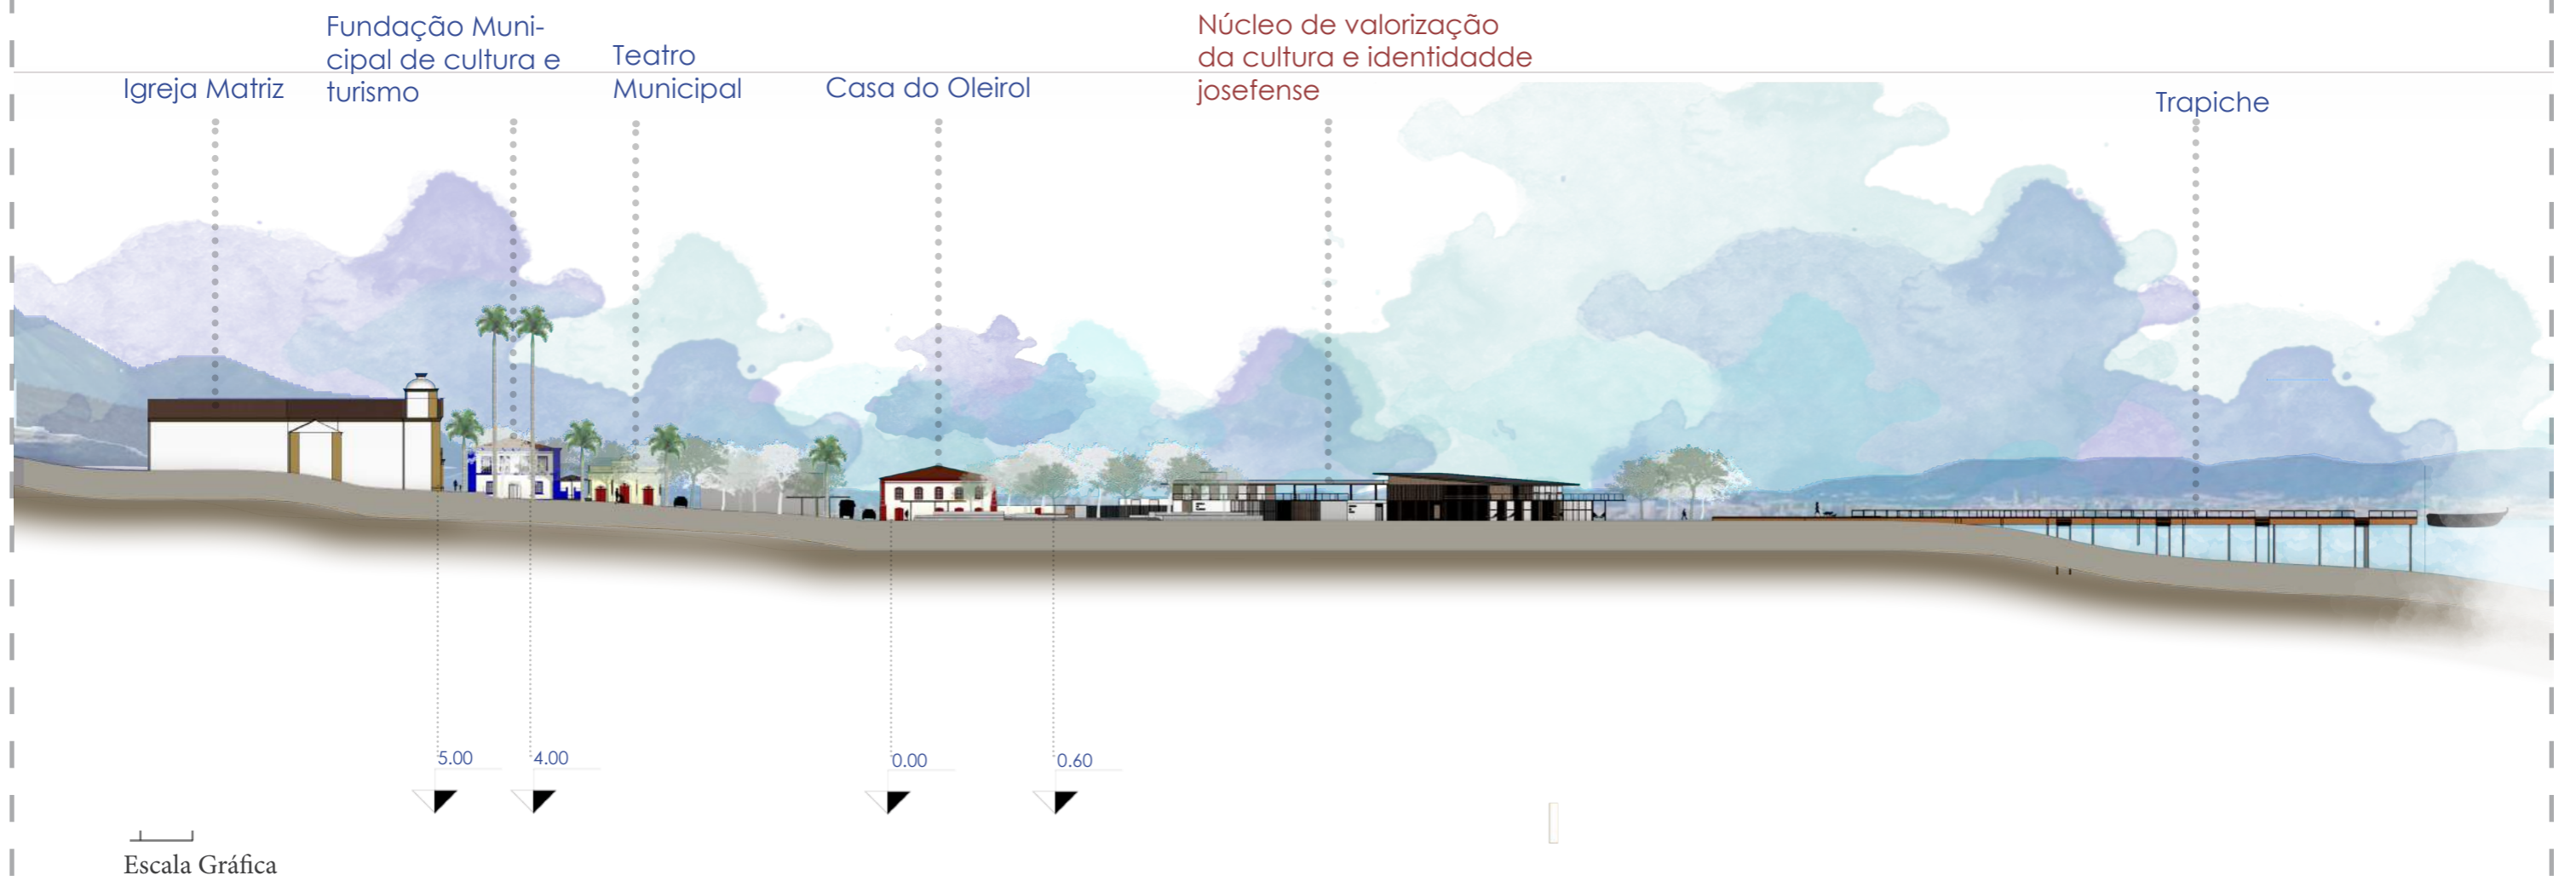 Igreja Matriz
Fundação Muni-
cipal de cultura e
turismo
Teatro
Municipal
Casa do Oleirol
Núcleo de valorização
da cultura e identidadde
josefense
Trapiche
5.00
4.00
0.00
0.60
Escala Gráfica